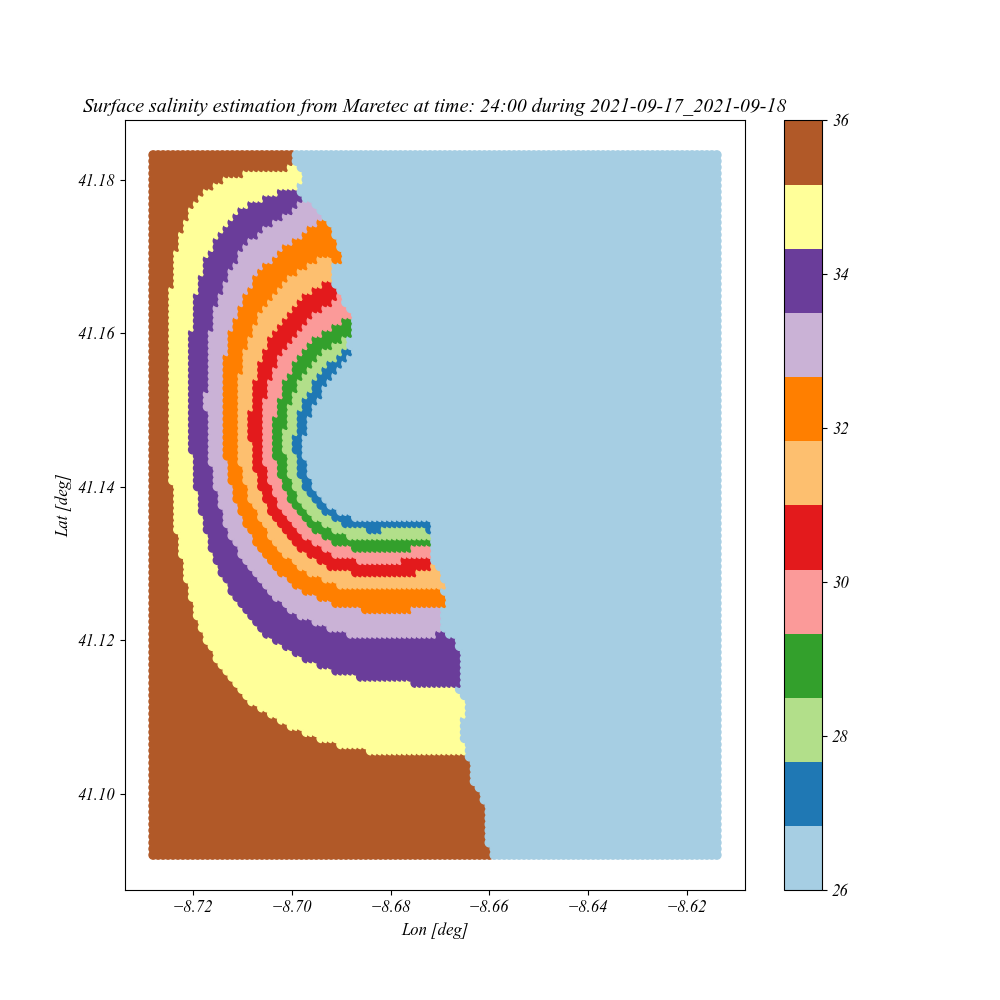 Surface salinity estimation from Maretec at time: 24:00 during 2021-09-17_2021-09-18
36
41.18
34
41.16
32
Lat [deg]
41.14
30
41.12
28
41.10
26
−8.72 −8.70 −8.68 −8.66 −8.64 −8.62
Lon [deg]